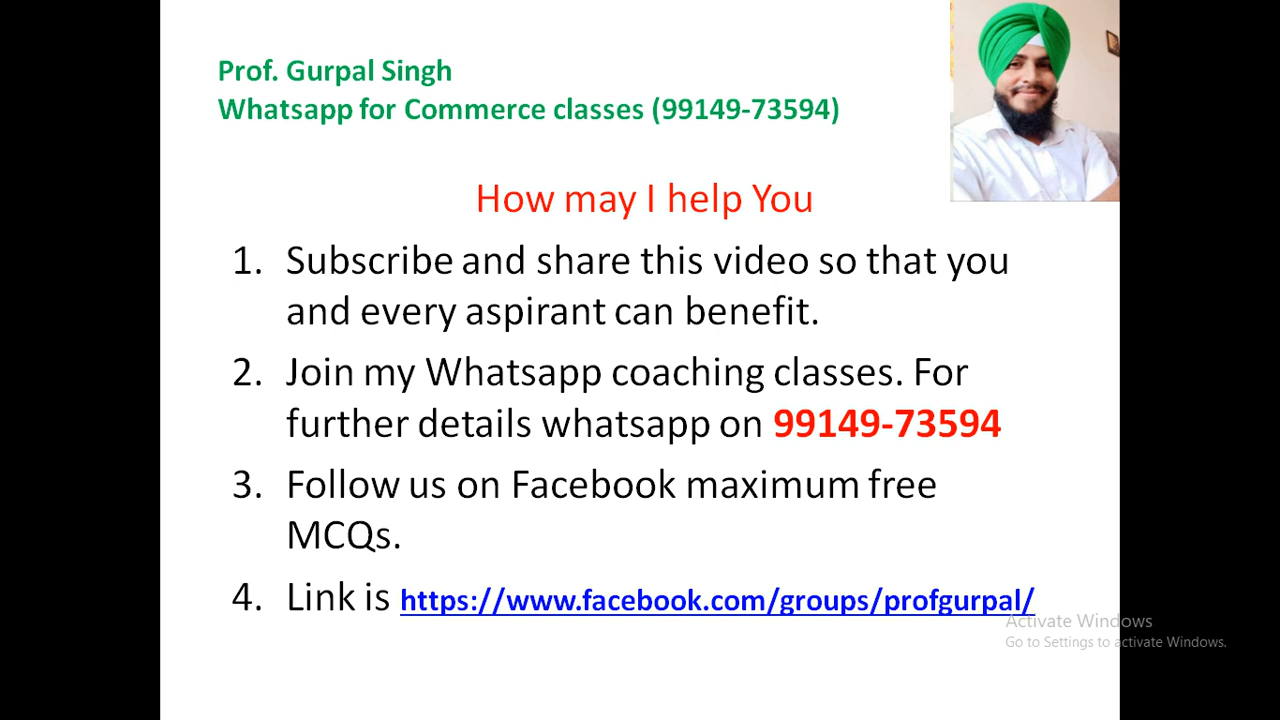 Prof. Gurpal Singh
Whatsapp for Commerce classes (99149-73594)
How may I help You
1. Subscribe and share this video so that you
and every aspirant can benefit.
2. Join my Whatsapp coaching classes. For
further details whatsapp on 99149-73594
3. Follow us on Facebook maximum free
MCQs.
4. Link is https://www.facebook.com/groups/profgurpal/
Activate Windows
Go to Settings to activate Windows.